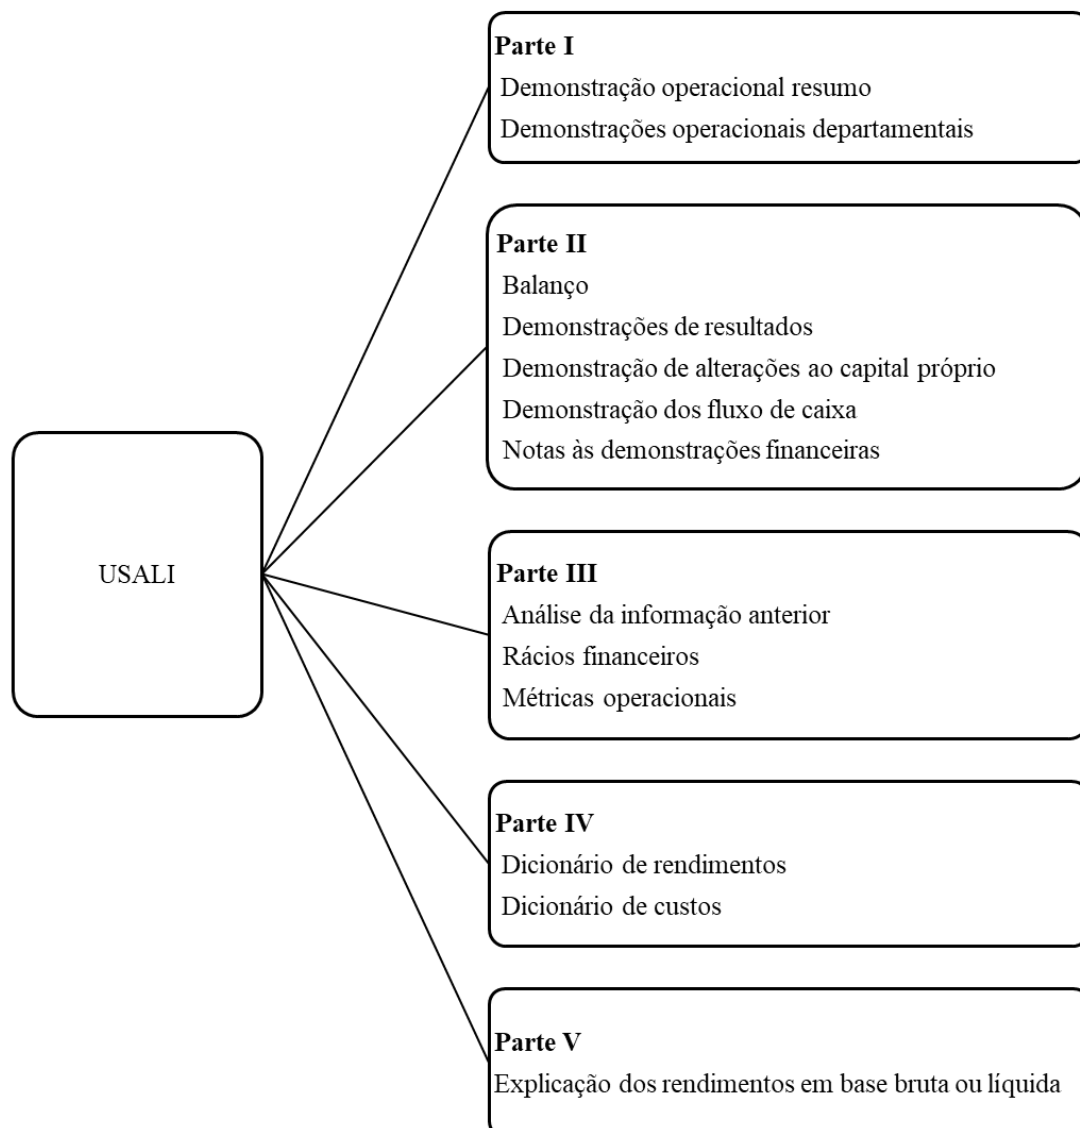 USALI
Parte I
Demonstração operacional resumo
Demonstrações operacionais departamentais
Parte II
Balanço
Demonstrações de resultados
Demonstração de alterações ao capital próprio
Demonstração dos fluxo de caixa
Notas às demonstrações financeiras
Parte III
Análise da informação anterior
Rácios financeiros
Métricas operacionais
Parte IV
Dicionário de rendimentos
Dicionário de custos
Parte V
Explicação dos rendimentos em base bruta ou líquida